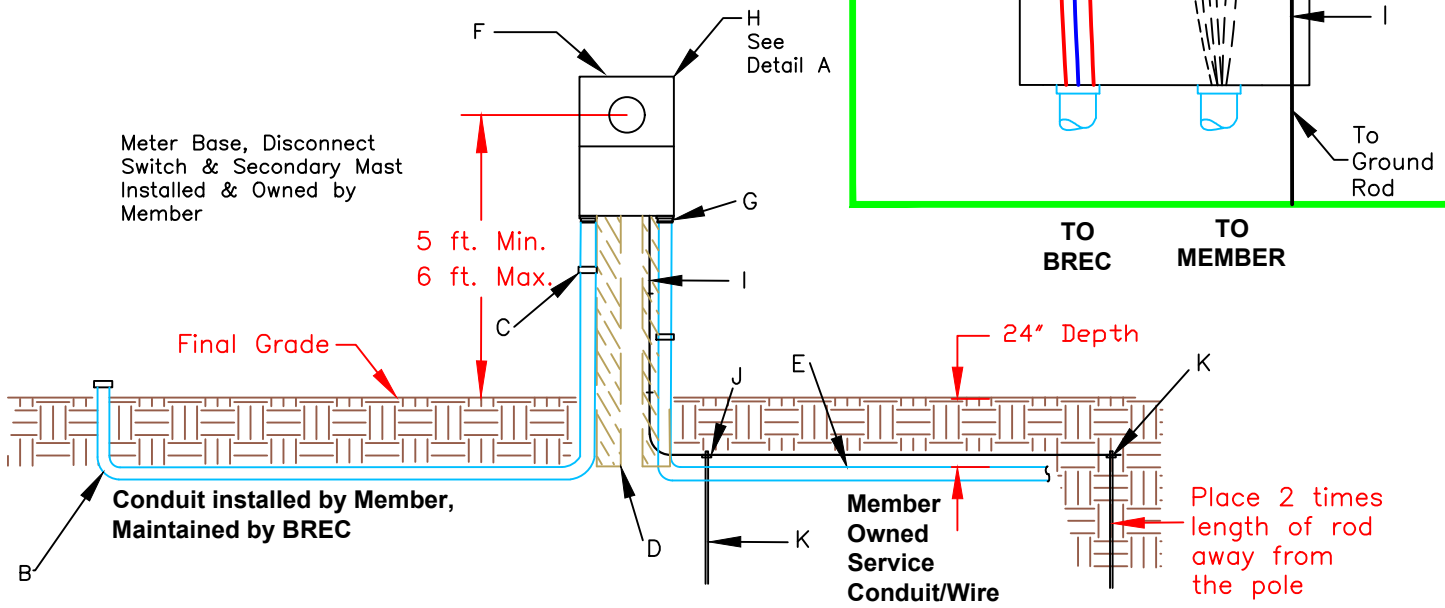 F
H
See
Detail A
I
Meter Base, Disconnect
Switch & Secondary Mast
Installed & Owned by
Member
To
Ground
Rod
G
TO
BREC
TO
MEMBER
5 ft. Min.
6 ft. Max.
I
C
Final Grade
24" Depth
J
E
K
Conduit installed by Member,
Maintained by BREC
Member
Owned
Service
Conduit/Wire
Place 2 times
length of rod
away from
the pole
B
D
K